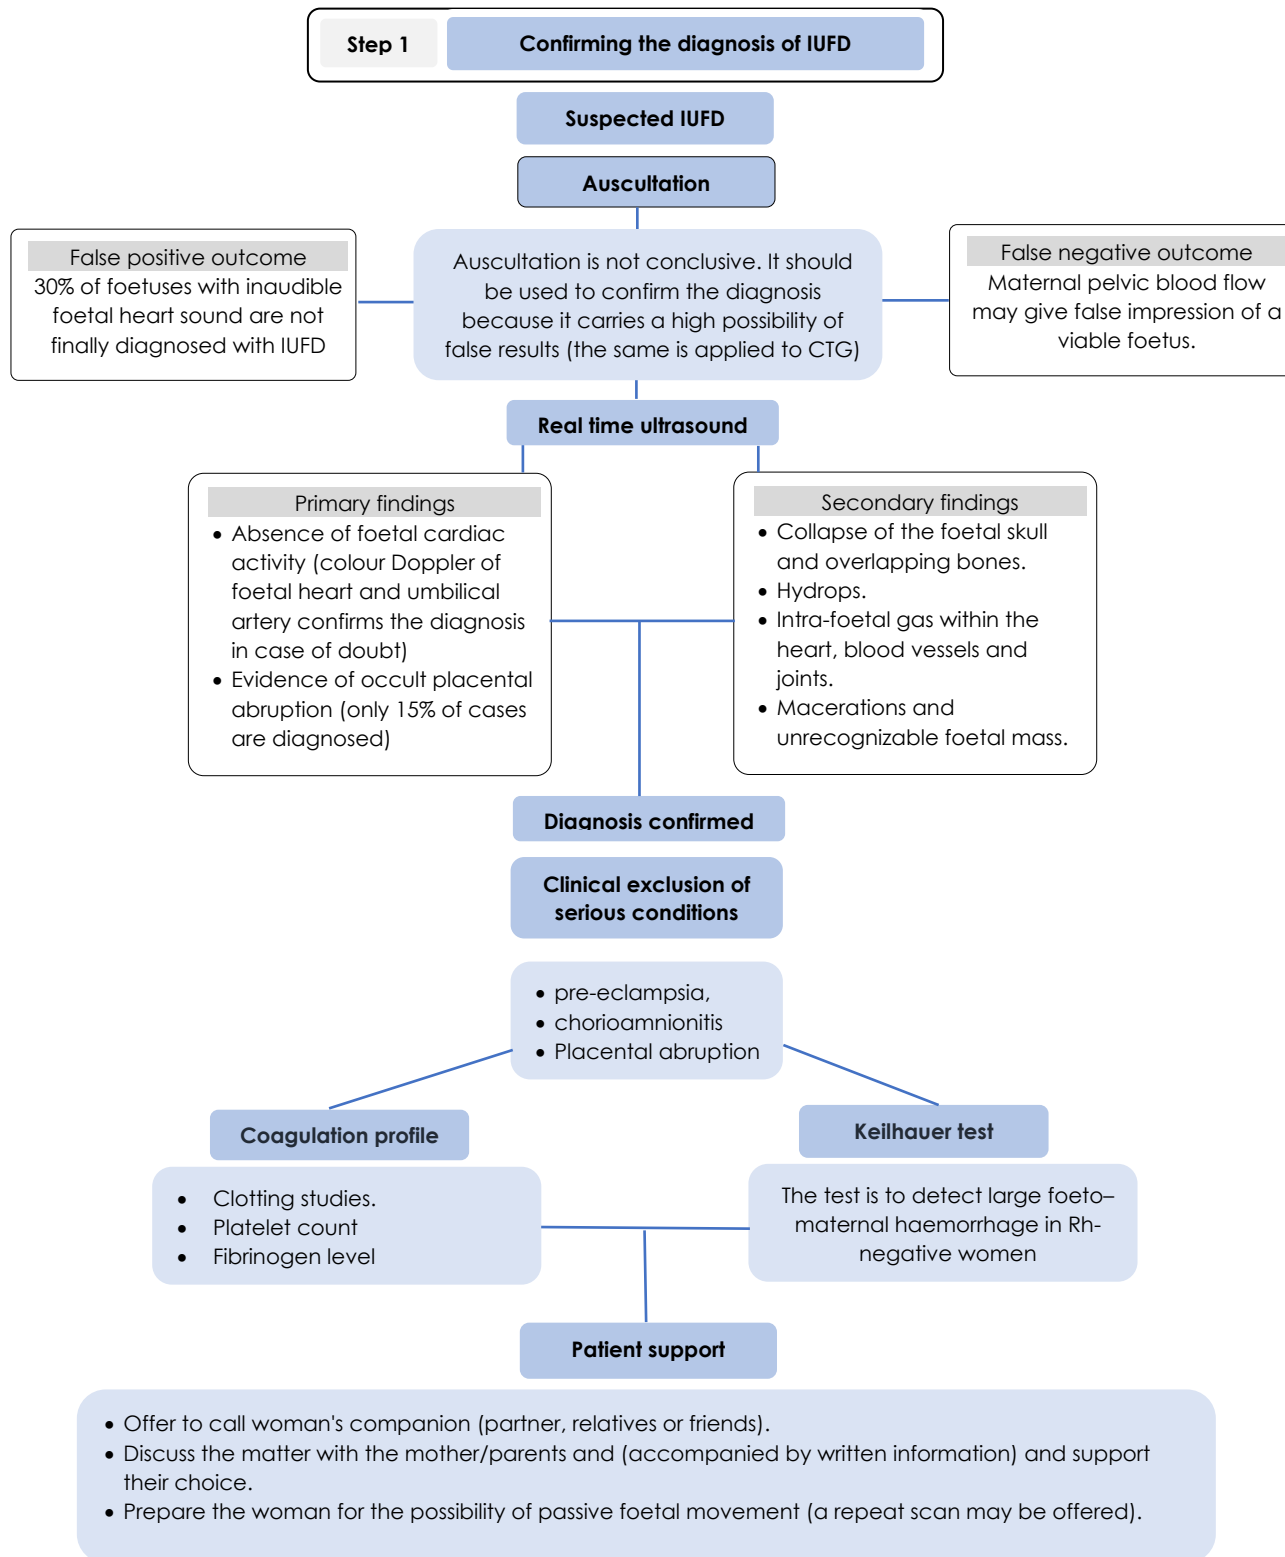 Step 1
Confirming the diagnosis of IUFD
Suspected IUFD
Auscultation
False positive outcome
30% of foetuses with inaudible
foetal heart sound are not
finally diagnosed with IUFD
Auscultation is not conclusive. It should
be used to confirm the diagnosis
because it carries a high possibility of
false results (the same is applied to CTG)
False negative outcome
Maternal pelvic blood flow
may give false impression of a
viable foetus.
Real time ultrasound
Primary findings
• Absence of foetal cardiac
activity (colour Doppler of
foetal heart and umbilical
artery confirms the diagnosis
in case of doubt)
• Evidence of occult placental
abruption (only 15% of cases
are diagnosed)
Secondary findings
• Collapse of the foetal skull
and overlapping bones.
• Hydrops.
• Intra-foetal gas within the
heart, blood vessels and
joints.
• Macerations and
unrecognizable foetal mass.
Diagnosis confirmed
Clinical exclusion of
serious conditions
• pre-eclampsia,
• chorioamnionitis
• Placental abruption
Coagulation profile
• Clotting studies.
• Platelet count
• Fibrinogen level
Keilhauer test
The test is to detect large foeto–
maternal haemorrhage in Rh-
negative women
Patient support
• Offer to call woman's companion (partner, relatives or friends).
• Discuss the matter with the mother/parents and (accompanied by written information) and support
their choice.
• Prepare the woman for the possibility of passive foetal movement (a repeat scan may be offered).